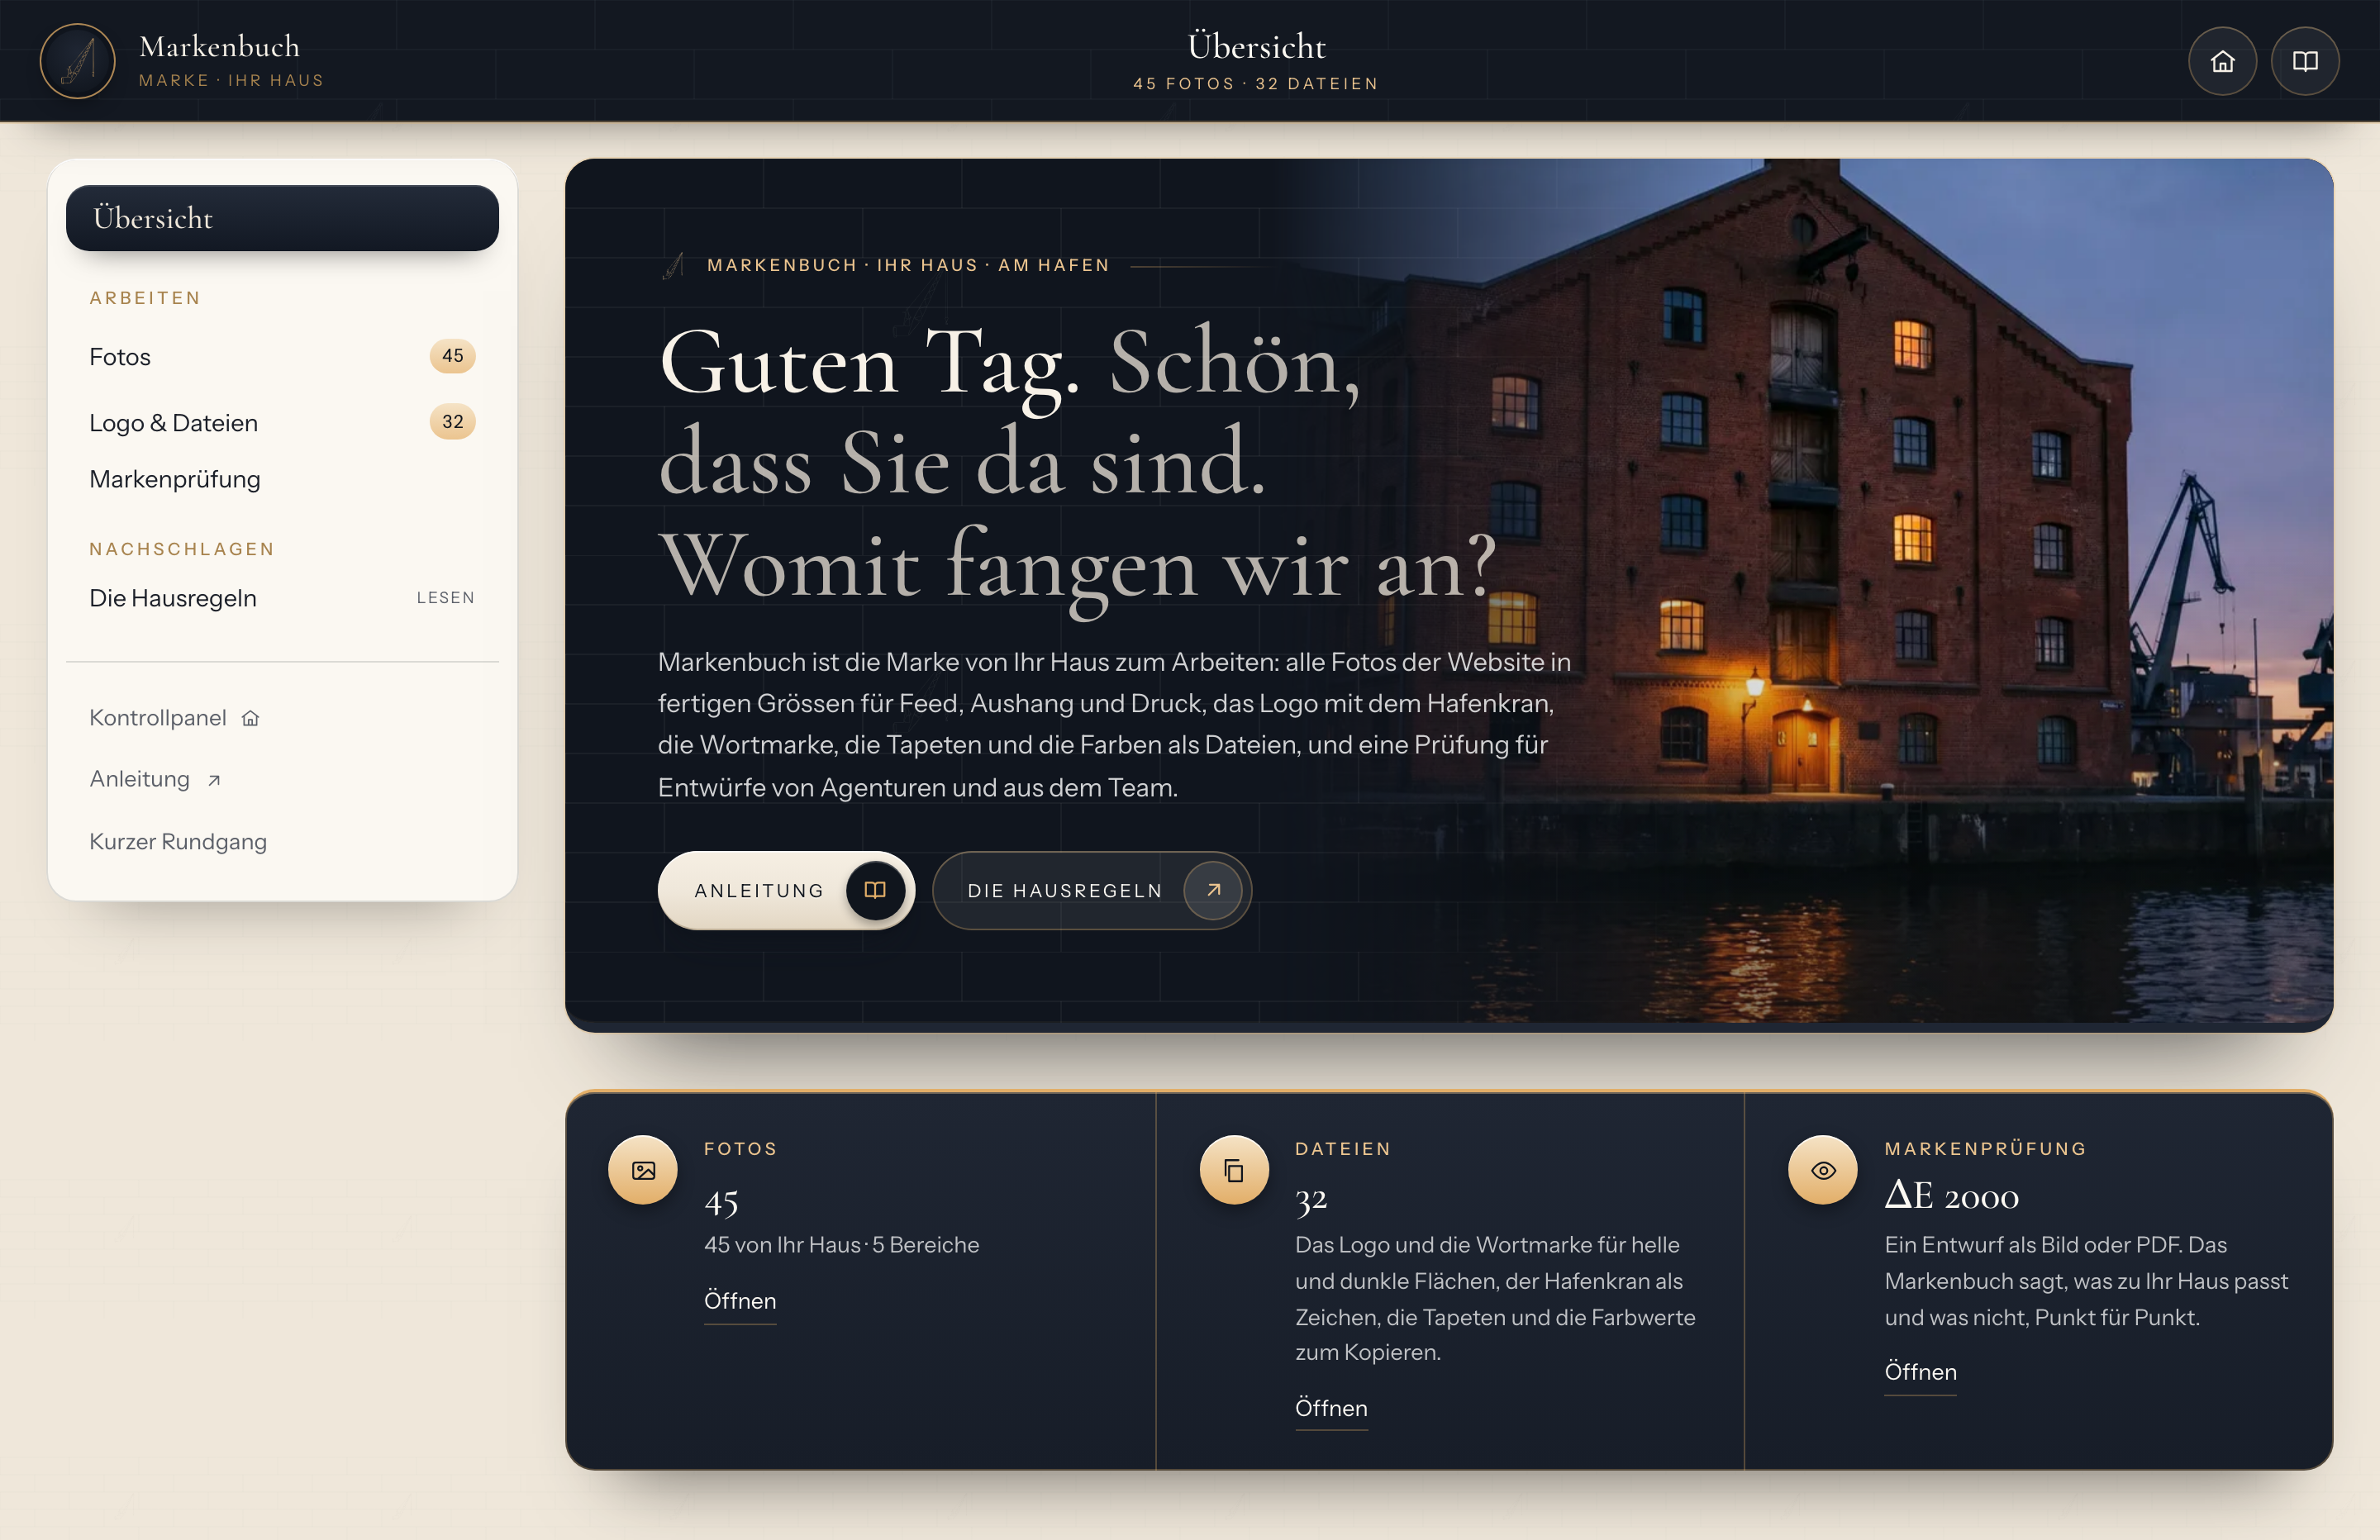 Markenbuch
MARKE · IHR HAUS
Übersicht
45 FOTOS · 32 DATEIEN
Übersicht
ARBEITEN
Fotos 45
Logo & Dateien 32
Markenprüfung
NACHSCHLAGEN
Die Hausregeln LESEN
Kontrollpanel
Anleitung
Kurzer Rundgang
MARKENBUCH · IHR HAUS · AM HAFEN
Guten Tag. Schön,
dass Sie da sind.
Womit fangen wir an?
Markenbuch ist die Marke von Ihr Haus zum Arbeiten: alle Fotos der Website in
fertigen Grössen für Feed, Aushang und Druck, das Logo mit dem Hafenkran,
die Wortmarke, die Tapeten und die Farben als Dateien, und eine Prüfung für
Entwürfe von Agenturen und aus dem Team.
ANLEITUNG
DIE HAUSREGELN
FOTOS
45
45 von Ihr Haus · 5 Bereiche
Öffnen
DATEIEN
32
Das Logo und die Wortmarke für helle
und dunkle Flächen, der Hafenkran als
Zeichen, die Tapeten und die Farbwerte
zum Kopieren.
Öffnen
MARKENPRÜFUNG
ΔE 2000
Ein Entwurf als Bild oder PDF. Das
Markenbuch sagt, was zu Ihr Haus passt
und was nicht, Punkt für Punkt.
Öffnen